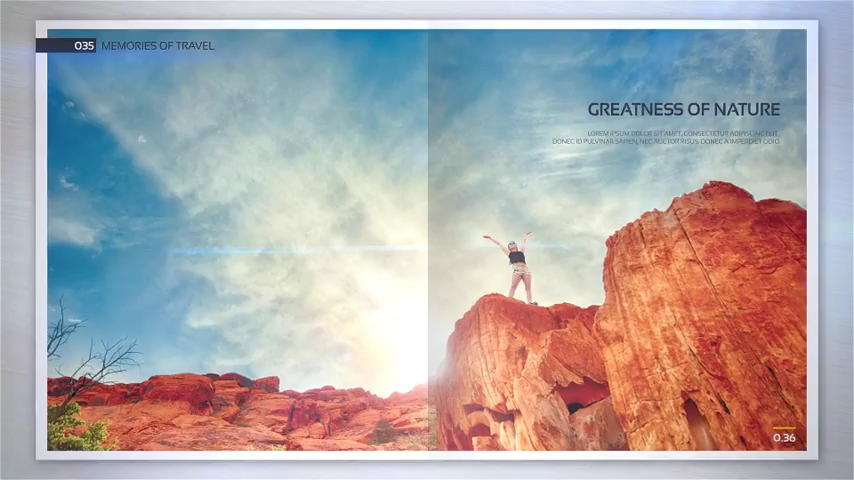 035 MEMORIES OF TRAVEL
GREATNESS OF NATURE
LOREM IPSUM DOLOR SIT AMET, CONSECTETUR ADIPISCING ELIT.
DONEC ID PULVINAR SAPIEN, NEC AUCTOR RISUS. DONEC A IMPERDIET ODIO.
0.36